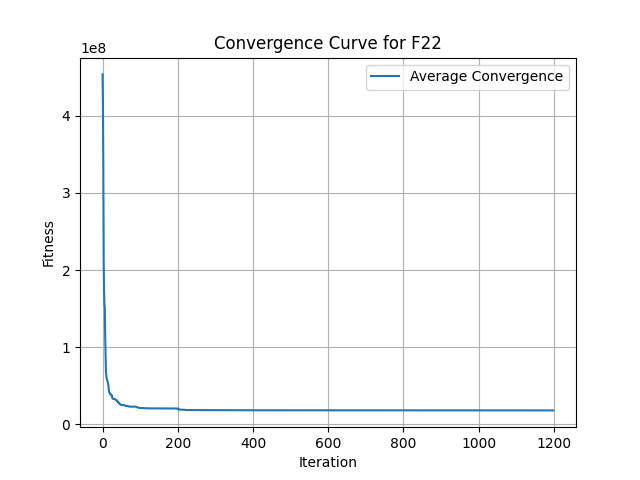 Convergence Curve for F22
1e8
Average Convergence
4
3
2
1
0
Fitness
0 200 400 600 800 1000 1200
Iteration